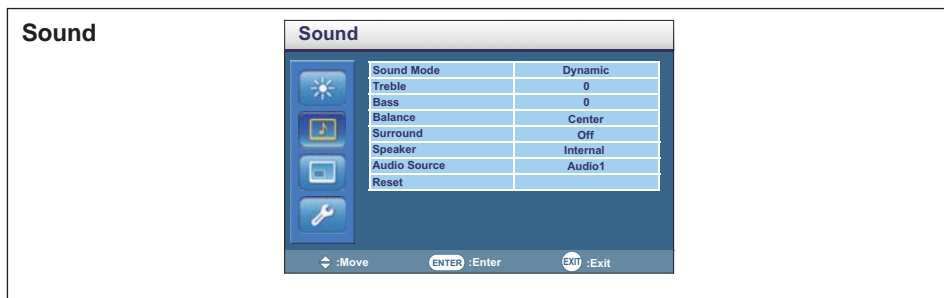 Sound
Sound
Sound Mode Dynamic
Treble 0
Bass 0
Balance Center
Surround Off
Speaker Internal
Audio Source Audio1
Reset
:Move ENTER :Enter EXIT :Exit